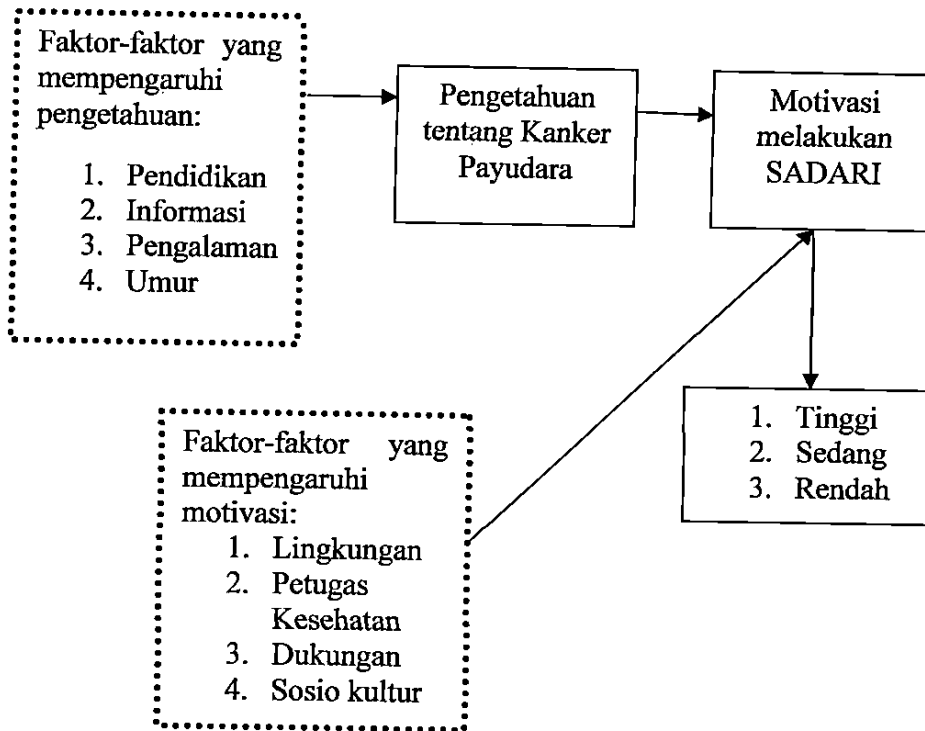 Faktor-faktor yang
mempengaruhi
pengetahuan:
1. Pendidikan
2. Informasi
3. Pengalaman
4. Umur
Pengetahuan
tentang Kanker
Payudara
Motivasi
melakukan
SADARI
1. Tinggi
2. Sedang
3. Rendah
Faktor-faktor yang
mempengaruhi
motivasi:
1. Lingkungan
2. Petugas
Kesehatan
3. Dukungan
4. Sosio kultur